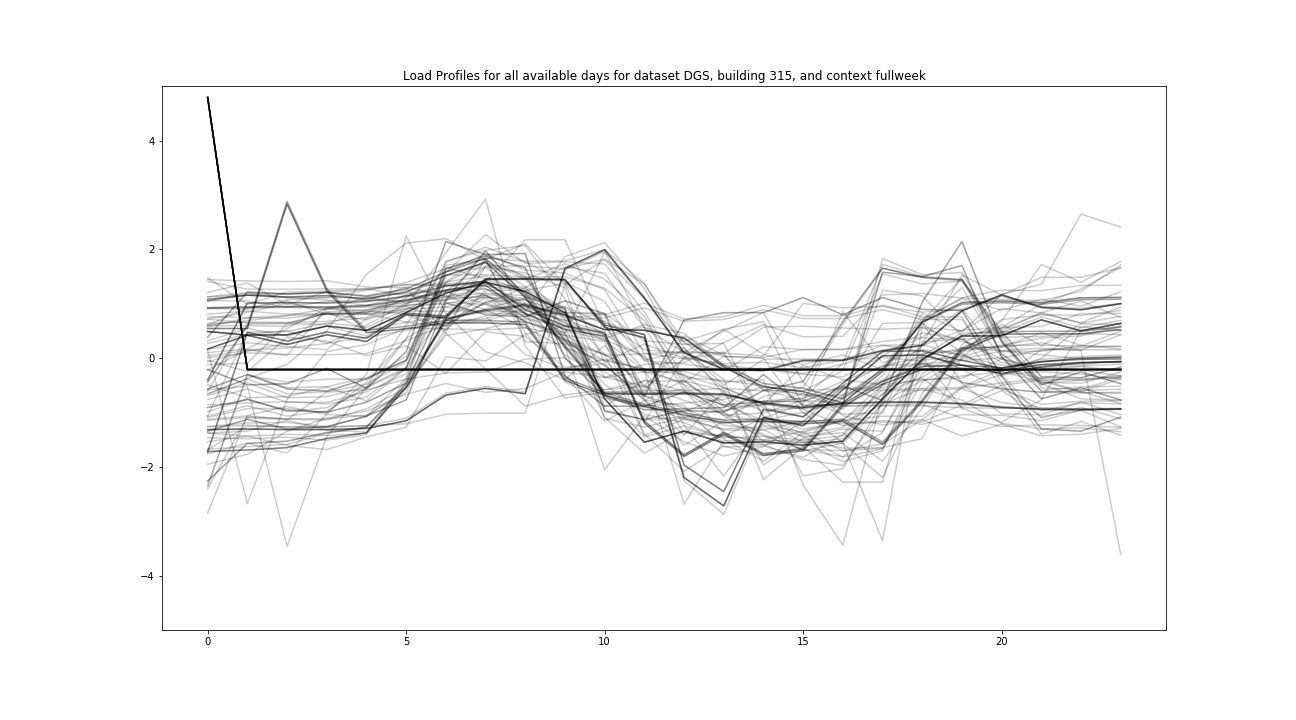 Load Profiles for all available days for dataset DGS, building 315, and context fullweek
4
2
0
−2
−4
0 5 10 15 20